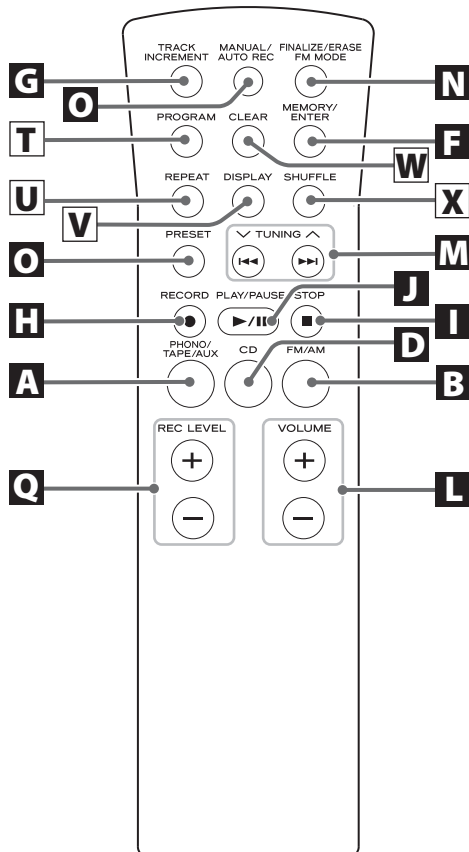 TRACK INCREMENT
MANUAL/ AUTO REC
FINALIZE/ERASE FM MODE
G
O
N
PROGRAM
CLEAR
MEMORY/ ENTER
T
F
W
REPEAT
DISPLAY
SHUFFLE
U
V
X
PRESET
TUNING
O
M
RECORD
PLAY/PAUSE
STOP
J
H
I
D
PHONO/ TAPE/AUX
CD
FM/AM
A
B
REC LEVEL
VOLUME
Q
L